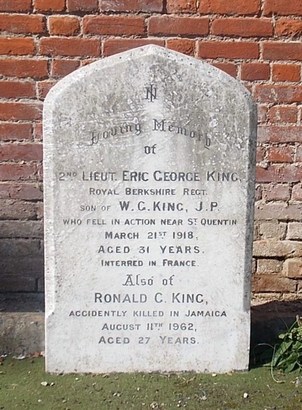 IN
Loving Memory
of
2ND LIEUT. ERIC GEORGE KING,
ROYAL BERKSHIRE REGT.
SON OF W.G. KING, J.P.
WHO FELL IN ACTION NEAR ST QUENTIN
MARCH 21ST 1918,
AGED 31 YEARS.
INTERRED IN FRANCE.
Also of
RONALD G. KING,
ACCIDENTLY KILLED IN JAMAICA
AUGUST 11TH 1962,
AGED 27 YEARS.